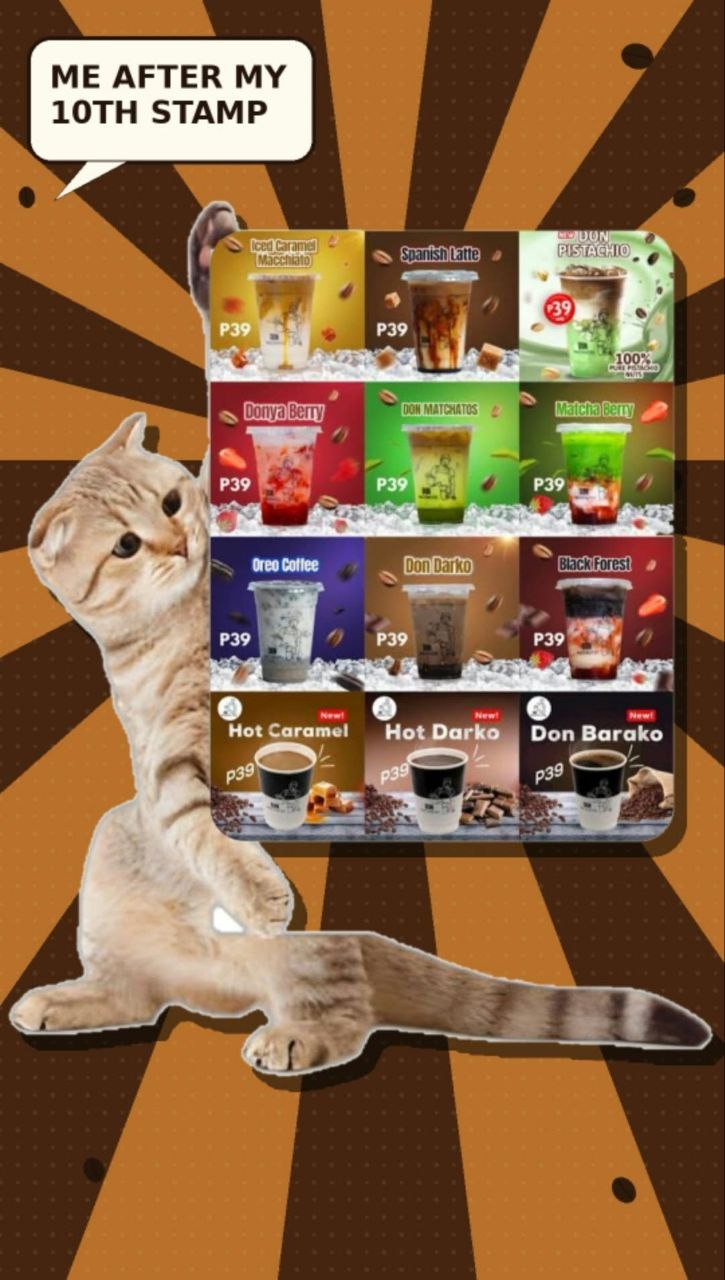 ME AFTER MY
10TH STAMP
Iced Caramel
Macchiato
P39
Spanish Latte
P39
NEW DON
PISTACHIO
P39
100%
PURE PISTACHIO
NUTS
Donya Berry
P39
DON MATCHATOS
P39
Matcha Berry
P39
Oreo Coffee
P39
Don Darko
P39
Black Forest
P39
New!
Hot Caramel
P39
New!
Hot Darko
P39
New!
Don Barako
P39